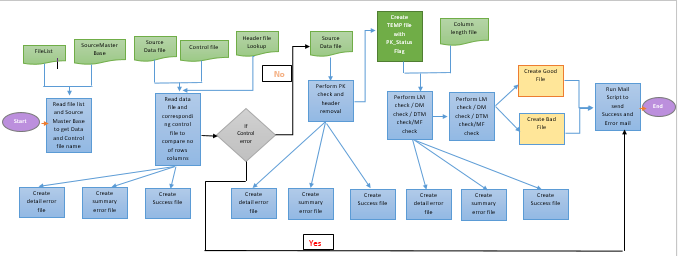 FileList
SourceMaster
Base
Source
Data file
Control file
Header file
Lookup
Source
Data file
Create
TEMP file
with
PK_Status
Flag
Column
length file
No
Start
Read file list
and Source
Master Base
to get Data
and Control
file name
Read data
file and
correspondi
ng control
file to
compare no
of rows
columns
If
Control
error
Perform PK
check and
header
removal
Perform LM
check / DM
check / DTM
check/MF
check
Perform LM
check / DM
check / DTM
check/MF
check
Create Good
File
Create Bad
File
Run Mail
Script to
send
Success and
Error mail
End
Create
detail error
file
Create
summary
error file
Create
Success file
Create
detail error
file
Create
summary
error file
Create
Success file
Create
detail error
file
Create
summary
error file
Create
Success file
Yes